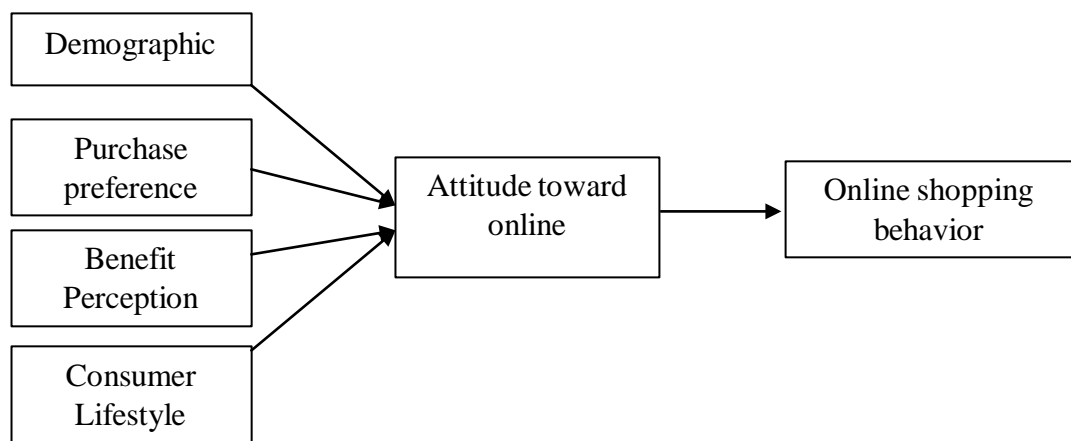 Demographic
Purchase
preference
Benefit
Perception
Consumer
Lifestyle
Attitude toward
online
Online shopping
behavior